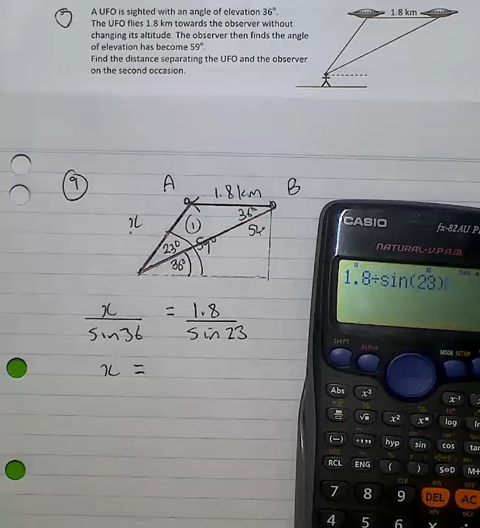 9 A UFO is sighted with an angle of elevation 36°.
The UFO flies 1.8 km towards the observer without
changing its altitude. The observer then finds the angle
of elevation has become 59°.
Find the distance separating the UFO and the observer
on the second occasion.
1.8 km
9
A 1.8km B
x 1 36° 54°
23° 59°
36°
x/sin36 = 1.8/sin23
x =
CASIO fx-82AU
NATURAL-V.P.A.M.
1.8÷sin(23)
SHIFT ALPHA MODE SETUP
Abs x³ x⁻¹
x² log
(−) hyp sin cos tan
RCL ENG ( ) S⇔D M+
7 8 9 DEL AC
4 5 6 × ÷